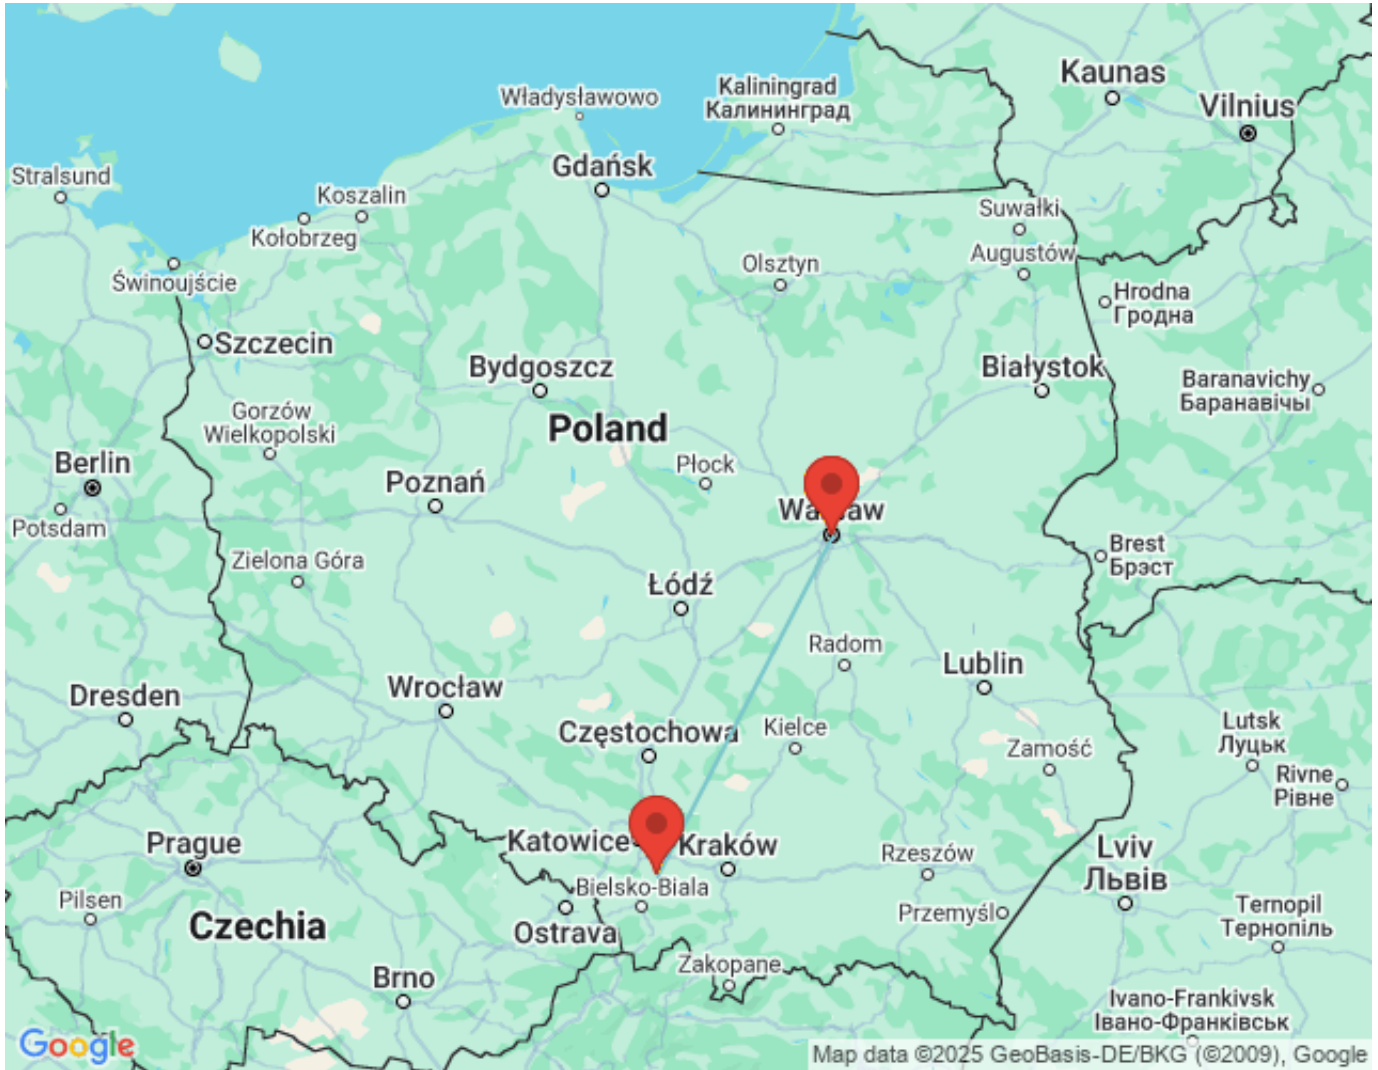 Kaunas
Vilnius
Kaliningrad
Калининград
Władysławowo
Gdańsk
Stralsund
Koszalin
Kołobrzeg
Suwałki
Augustów
Świnoujście
Olsztyn
Hrodna
Гродна
Szczecin
Bydgoszcz
Białystok
Baranavichy
Баранавічы
Gorzów
Wielkopolski
Poland
Berlin
Płock
Poznań
Potsdam
Warsaw
Zielona Góra
Brest
Брэст
Łódź
Radom
Lublin
Dresden
Wrocław
Częstochowa
Kielce
Zamość
Lutsk
Луцьк
Rivne
Рівне
Prague
Katowice
Kraków
Rzeszów
Lviv
Львів
Pilsen
Bielsko-Biala
Przemyśl
Ternopil
Тернопіль
Czechia
Ostrava
Zakopane
Brno
Ivano-Frankivsk
Івано-Франківськ
Google
Map data ©2025 GeoBasis-DE/BKG (©2009), Google